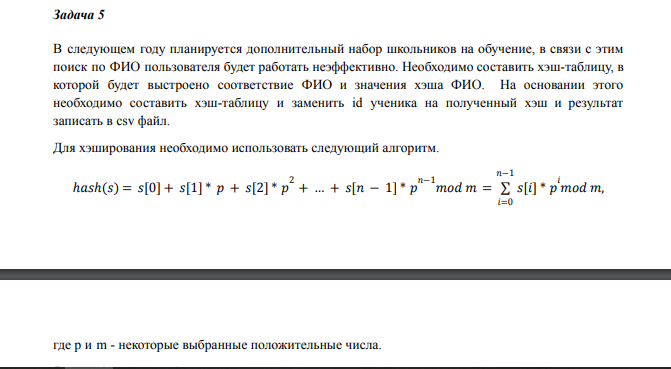 Задача 5
В следующем году планируется дополнительный набор школьников на обучение, в связи с этим
поиск по ФИО пользователя будет работать неэффективно. Необходимо составить хэш-таблицу, в
которой будет выстроено соответствие ФИО и значения хэша ФИО. На основании этого
необходимо составить хэш-таблицу и заменить id ученика на полученный хэш и результат
записать в csv файл.
Для хэширования необходимо использовать следующий алгоритм.
hash(s) = s[0] + s[1] * p + s[2] * p^2 + ... + s[n − 1] * p^{n−1} mod m = ∑_{i=0}^{n−1} s[i] * p^i mod m,
где p и m - некоторые выбранные положительные числа.